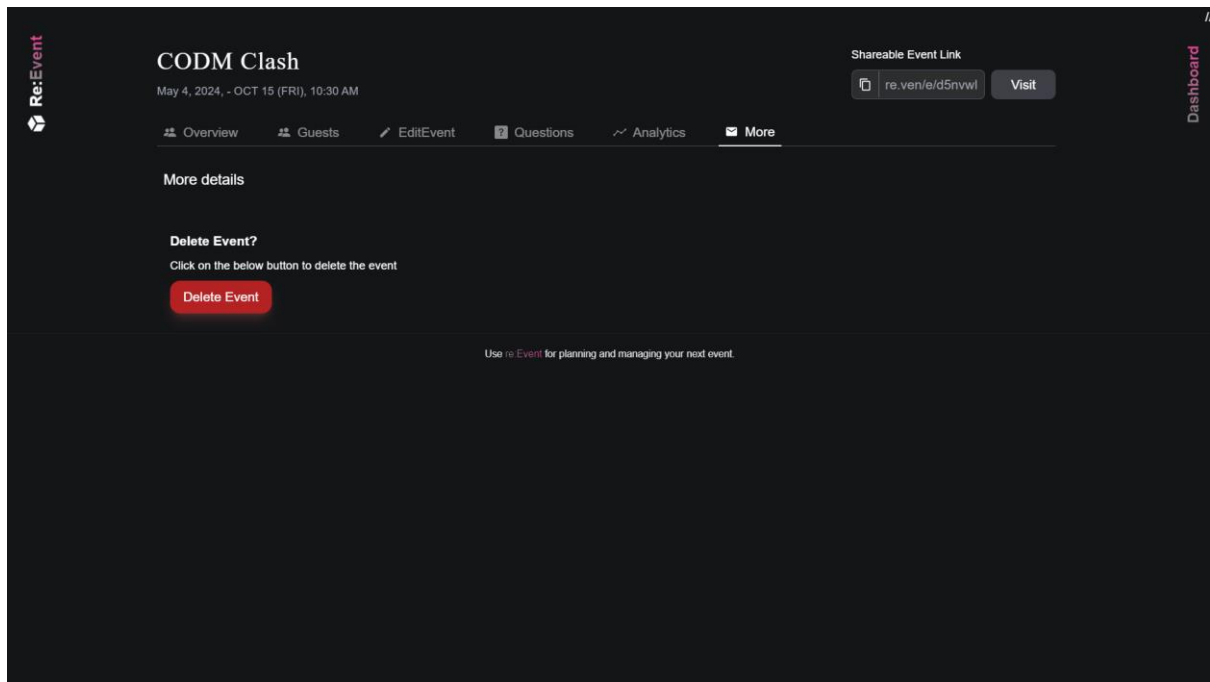 Re:Event
CODM Clash
May 4, 2024, - OCT 15 (FRI), 10:30 AM
Shareable Event Link
re.ven/e/d5nvwl
Visit
Dashboard
Overview Guests EditEvent Questions Analytics More
More details
Delete Event?
Click on the below button to delete the event
Delete Event
Use re:Event for planning and managing your next event.